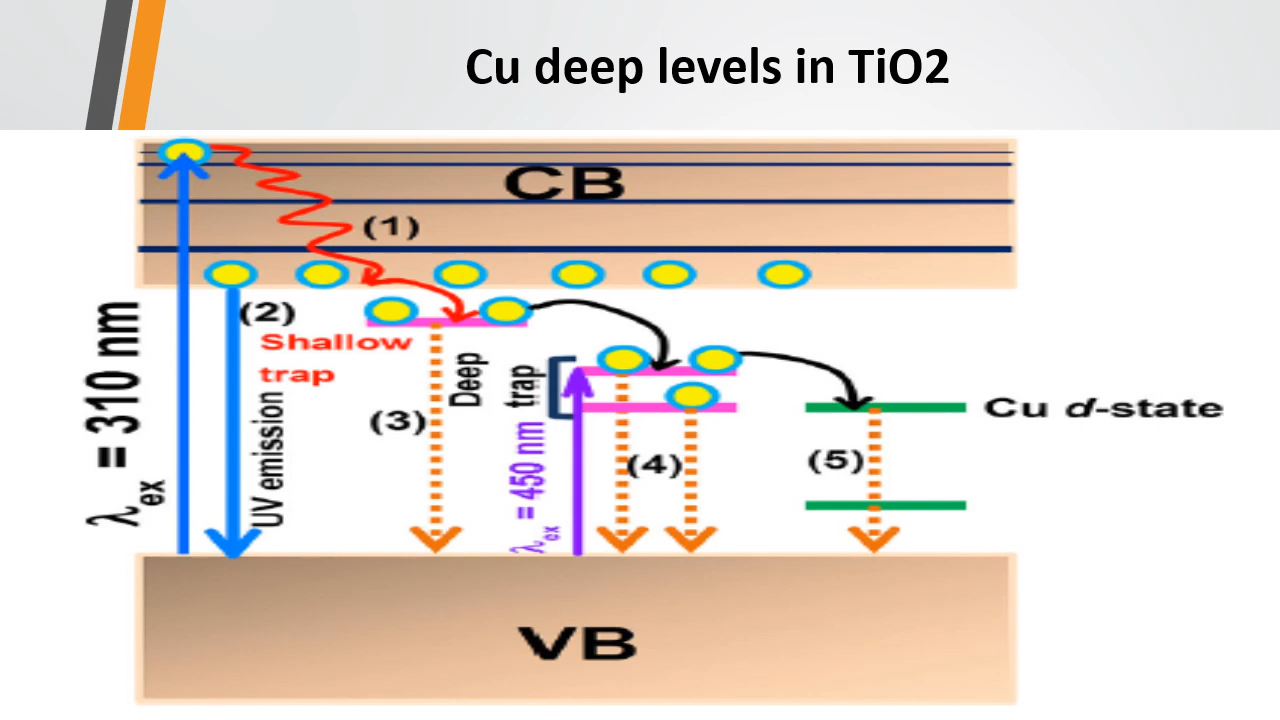 Cu deep levels in TiO2
CB
(1)
(2)
Shallow
trap
Deep
trap
λex = 310 nm
UV emission
(3)
λex = 450 nm
(4)
(5)
Cu d-state
VB